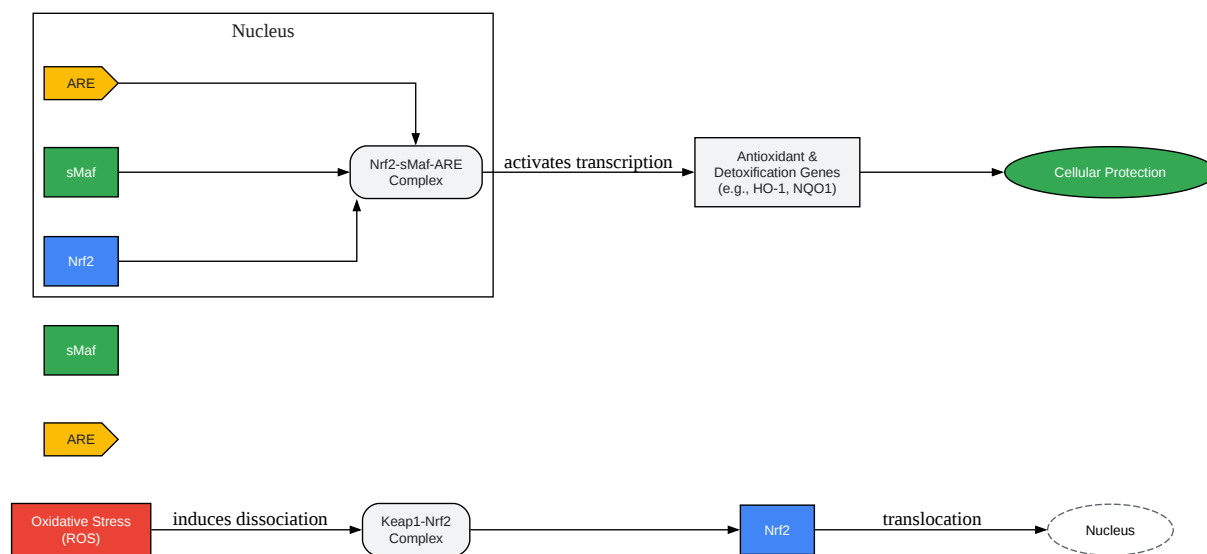 Nucleus
ARE
sMaf
Nrf2-sMaf-ARE
Complex
activates transcription
Antioxidant &
Detoxification Genes
(e.g., HO-1, NQO1)
Cellular Protection
Nrf2
sMaf
ARE
Oxidative Stress
(ROS)
induces dissociation
Keap1-Nrf2
Complex
Nrf2
translocation
Nucleus